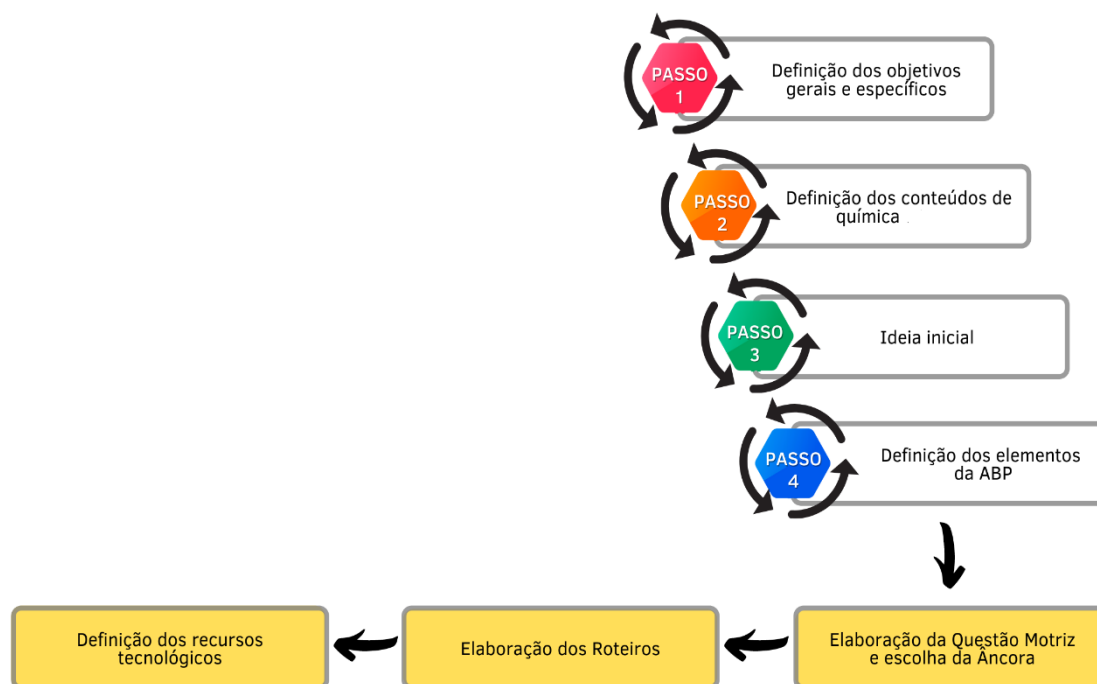 PASSO
1
Definição dos objetivos
gerais e específicos
PASSO
2
Definição dos conteúdos de
química
PASSO
3
Ideia inicial
PASSO
4
Definição dos elementos
da ABP
Definição dos recursos
tecnológicos
Elaboração dos Roteiros
Elaboração da Questão Motriz
e escolha da Âncora